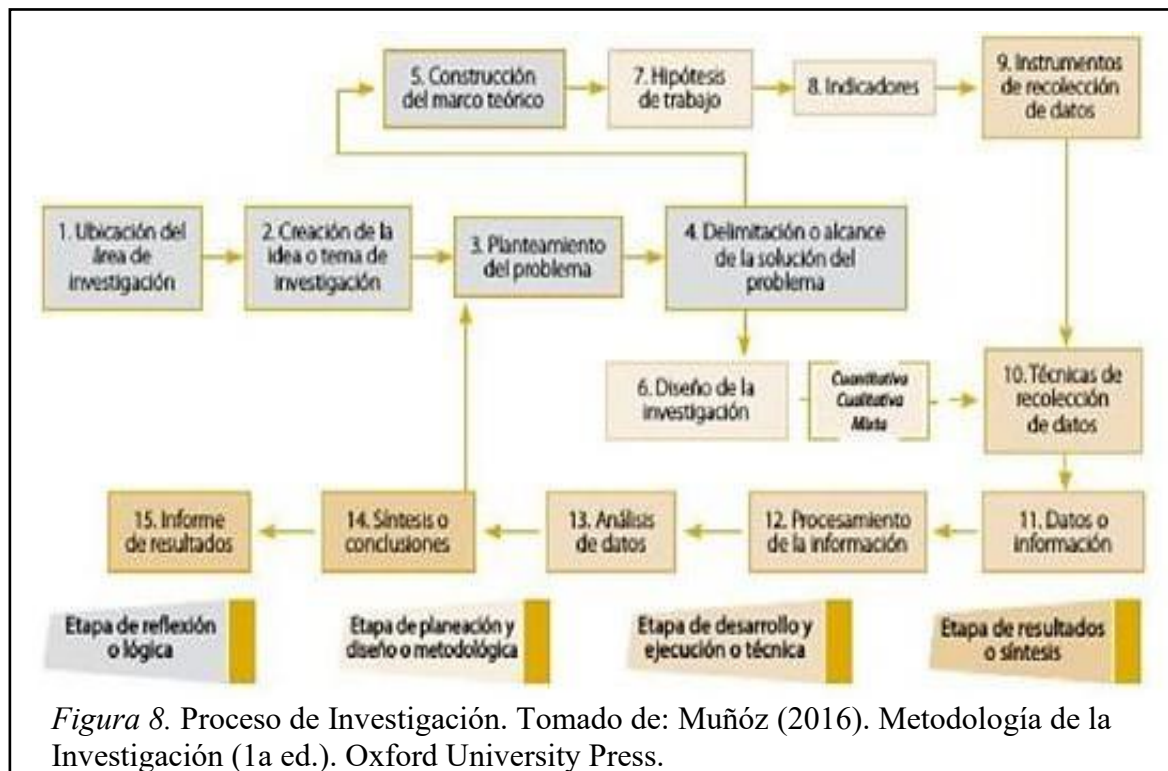 5. Construcción
del marco teórico
7. Hipótesis
de trabajo
8. Indicadores
9. Instrumentos
de recolección
de datos
1. Ubicación del
área de
investigación
2. Creación de la
idea o tema de
investigación
3. Planteamiento
del problema
4. Delimitación o alcance
de la solución del
problema
6. Diseño de la
investigación
Cuantitativa
Cualitativa
Mixta
10. Técnicas de
recolección
de datos
15. Informe
de resultados
14. Síntesis o
conclusiones
13. Análisis
de datos
12. Procesamiento
de la información
11. Datos o
información
Etapa de reflexión
o lógica
Etapa de planeación y
diseño o metodológica
Etapa de desarrollo y
ejecución o técnica
Etapa de resultados
o síntesis
Figura 8. Proceso de Investigación. Tomado de: Muñóz (2016). Metodología de la
Investigación (1a ed.). Oxford University Press.